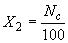 X₂ = N_c/100